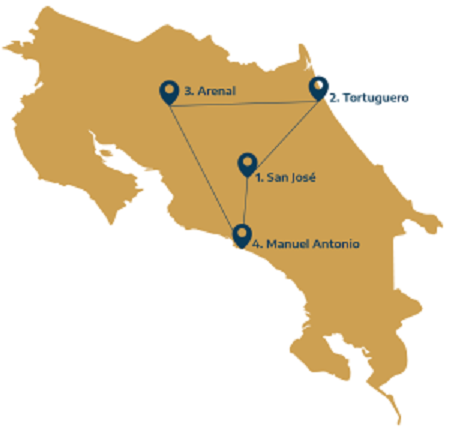 3. Arenal
2. Tortuguero
1. San José
4. Manuel Antonio